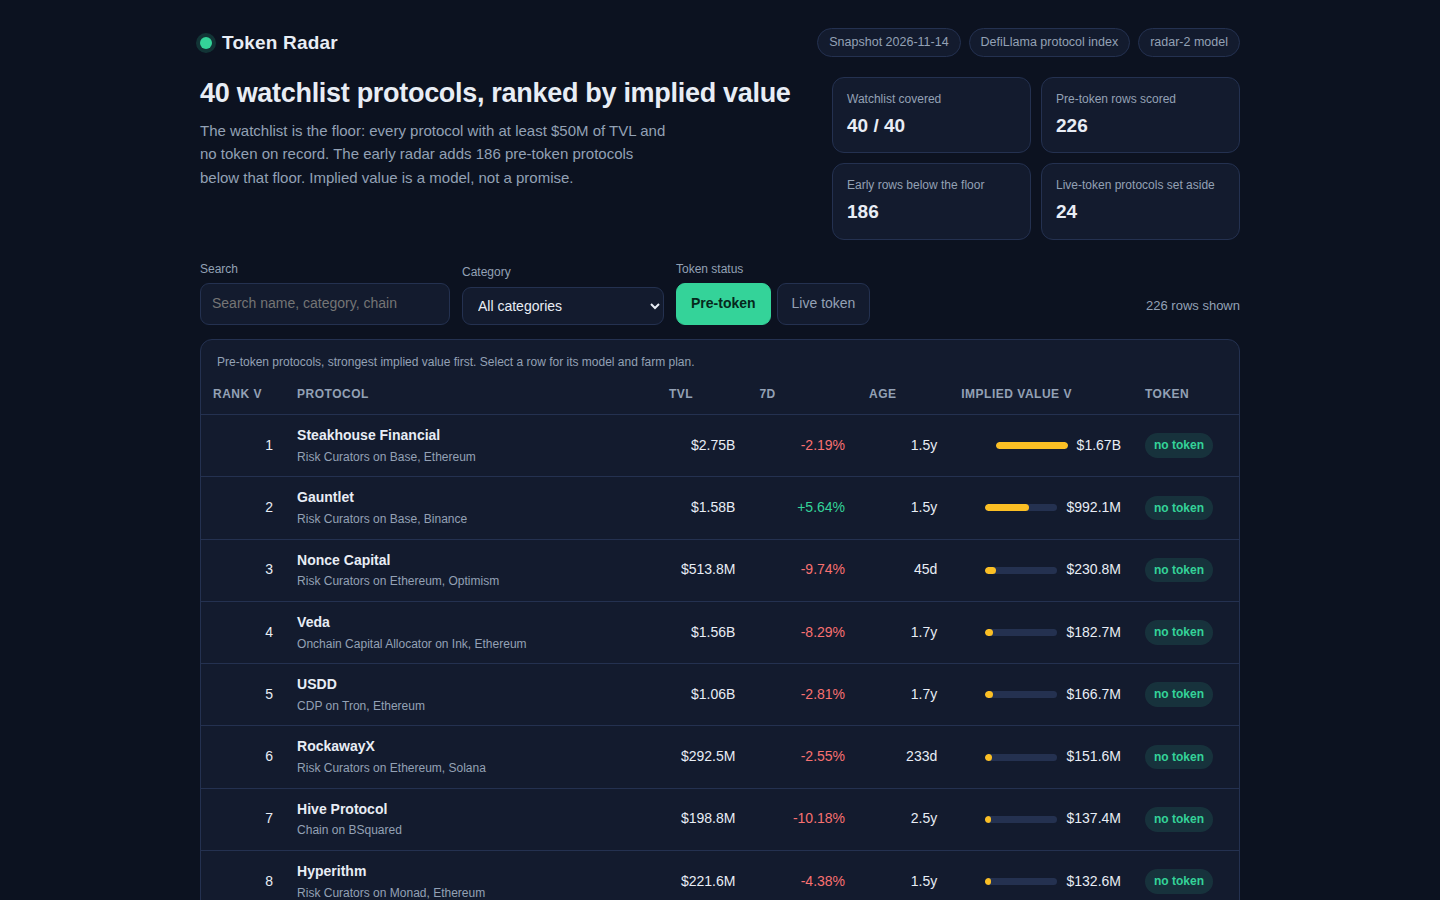 Token Radar
Snapshot 2026-11-14
DefiLlama protocol index
radar-2 model
40 watchlist protocols, ranked by implied value
The watchlist is the floor: every protocol with at least $50M of TVL and
no token on record. The early radar adds 186 pre-token protocols
below that floor. Implied value is a model, not a promise.
Watchlist covered
40 / 40
Pre-token rows scored
226
Early rows below the floor
186
Live-token protocols set aside
24
Search
Search name, category, chain
Category
All categories
Token status
Pre-token
Live token
226 rows shown
Pre-token protocols, strongest implied value first. Select a row for its model and farm plan.
RANK V PROTOCOL TVL 7D AGE IMPLIED VALUE V TOKEN
1 Steakhouse Financial $2.75B -2.19% 1.5y $1.67B no token
Risk Curators on Base, Ethereum
2 Gauntlet $1.58B +5.64% 1.5y $992.1M no token
Risk Curators on Base, Binance
3 Nonce Capital $513.8M -9.74% 45d $230.8M no token
Risk Curators on Ethereum, Optimism
4 Veda $1.56B -8.29% 1.7y $182.7M no token
Onchain Capital Allocator on Ink, Ethereum
5 USDD $1.06B -2.81% 1.7y $166.7M no token
CDP on Tron, Ethereum
6 RockawayX $292.5M -2.55% 233d $151.6M no token
Risk Curators on Ethereum, Solana
7 Hive Protocol $198.8M -10.18% 2.5y $137.4M no token
Chain on BSquared
8 Hyperithm $221.6M -4.38% 1.5y $132.6M no token
Risk Curators on Monad, Ethereum